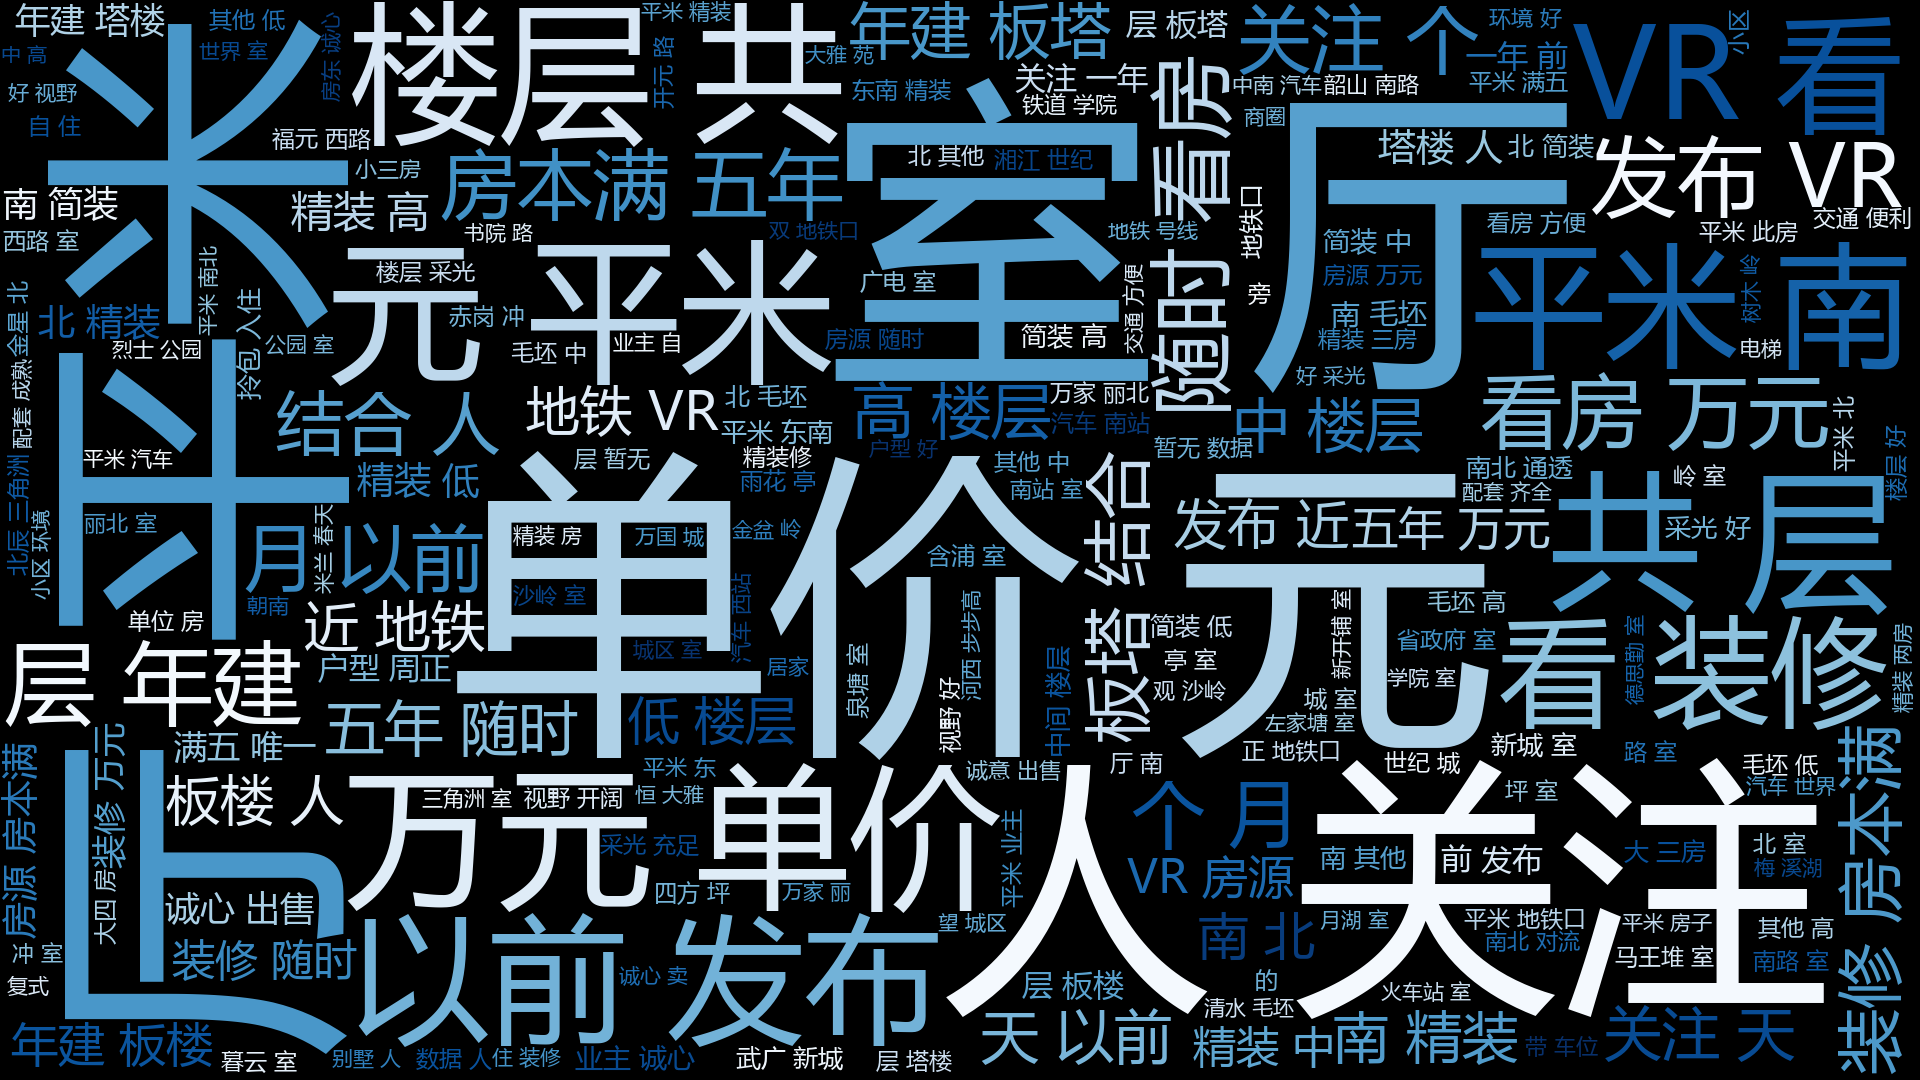 年建 塔楼
其他 低
世界 室
中 高
好 视野
自 住
房东 诚心
米 平
楼层 共
平米 精装
开元 路
大雅 苑
年建 板塔
层 板塔
关注 个
环境 好
一年 前
小区
VR 看
关注 一年
中南 汽车
韶山 南路
平米 满五
东南 精装
铁道 学院
商圈
福元 西路
小三房
房本满 五年
北 其他
湘江 世纪
室 厅
塔楼 人
北 简装
发布 VR
南 简装
精装 高
西路 室
书院 路
双 地铁口
地铁 号线
地铁口
看房 方便
平米 此房
交通 便利
随时 看房
元 平米
楼层 采光
平米 南北
广电 室
简装 中
房源 万元
平米 南
树木 岭
旁
交通 方便
北 精装
拎包 入住
赤岗 冲
房源 随时
简装 高
南 毛坯
精装 三房
电梯
成熟 金星 北
烈士 公园
公园 室
毛坯 中
业主 自
好 采光
结合 人
地铁 VR
北 毛坯
平米 东南
高 楼层
万家 丽北
汽车 南站
户型 好
中 楼层
看房 万元
平米 北
楼层 好
配套
暂无 数据
平米 汽车
精装 低
层 暂无
精装修
雨花 亭
其他 中
南站 室
南北 通透
配套 齐全
岭 室
北辰 三角洲
丽北 室
小区 环境
月 以前
米兰 春天
精装 房
万国 城
金盆 岭
单价 元
板塔 结合
发布 近
五年 万元
共 层
采光 好
含浦 室
朝南
沙岭 室
单位 房
近 地铁
城区 室
汽车 西站
居家
泉塘 室
河西 步步高
简装 低
亭 室
观 沙岭
新开铺 室
毛坯 高
省政府 室
学院 室
德思勤 室
看 装修
精装 两房
层 年建
户型 周正
满五 唯一
五年 随时
低 楼层
视野 好
中间 楼层
城 室
左家塘 室
正 地铁口
厅 南
世纪 城
新城 室
路 室
毛坯 低
汽车 世界
房源 房本满
装修 万元
大四 房
板楼 人
三角洲 室
视野 开阔
平米 东
恒 大雅
诚意 出售
坪 室
万元 单价
人 关注
个 月
VR 房源
采光 充足
四方 坪
万家 丽
平米 业主
南 其他
前 发布
大 三房
北 室
梅 溪湖
装修 房本满
诚心 出售
装修 随时
冲 室
复式
以前 发布
望 城区
南 北
月湖 室
平米 地铁口
南北 对流
平米 房子
其他 高
马王堆 室
南路 室
诚心 卖
层 板楼
的
清水 毛坯
火车站 室
年建 板楼
暮云 室
别墅 人
数据 人
住 装修
业主 诚心
武广 新城
层 塔楼
天 以前
精装 中
南 精装
带 车位
关注 天
厅